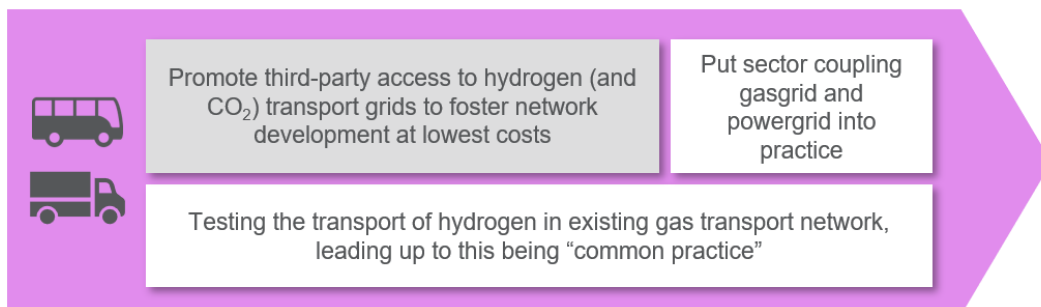 Promote third-party access to hydrogen (and
CO₂) transport grids to foster network
development at lowest costs
Put sector coupling
gasgrid and
powergrid into
practice
Testing the transport of hydrogen in existing gas transport network,
leading up to this being “common practice”